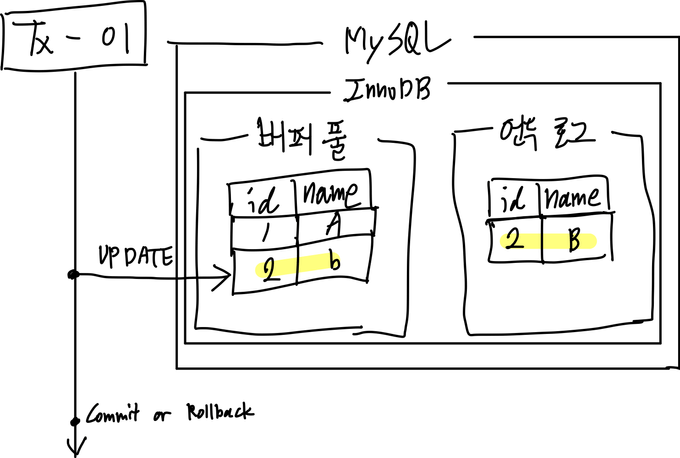 Tx - 01
MySQL
InnoDB
버퍼 풀
언두 로그
id name
1 A
2 b
id name
2 B
UPDATE
Commit or Rollback